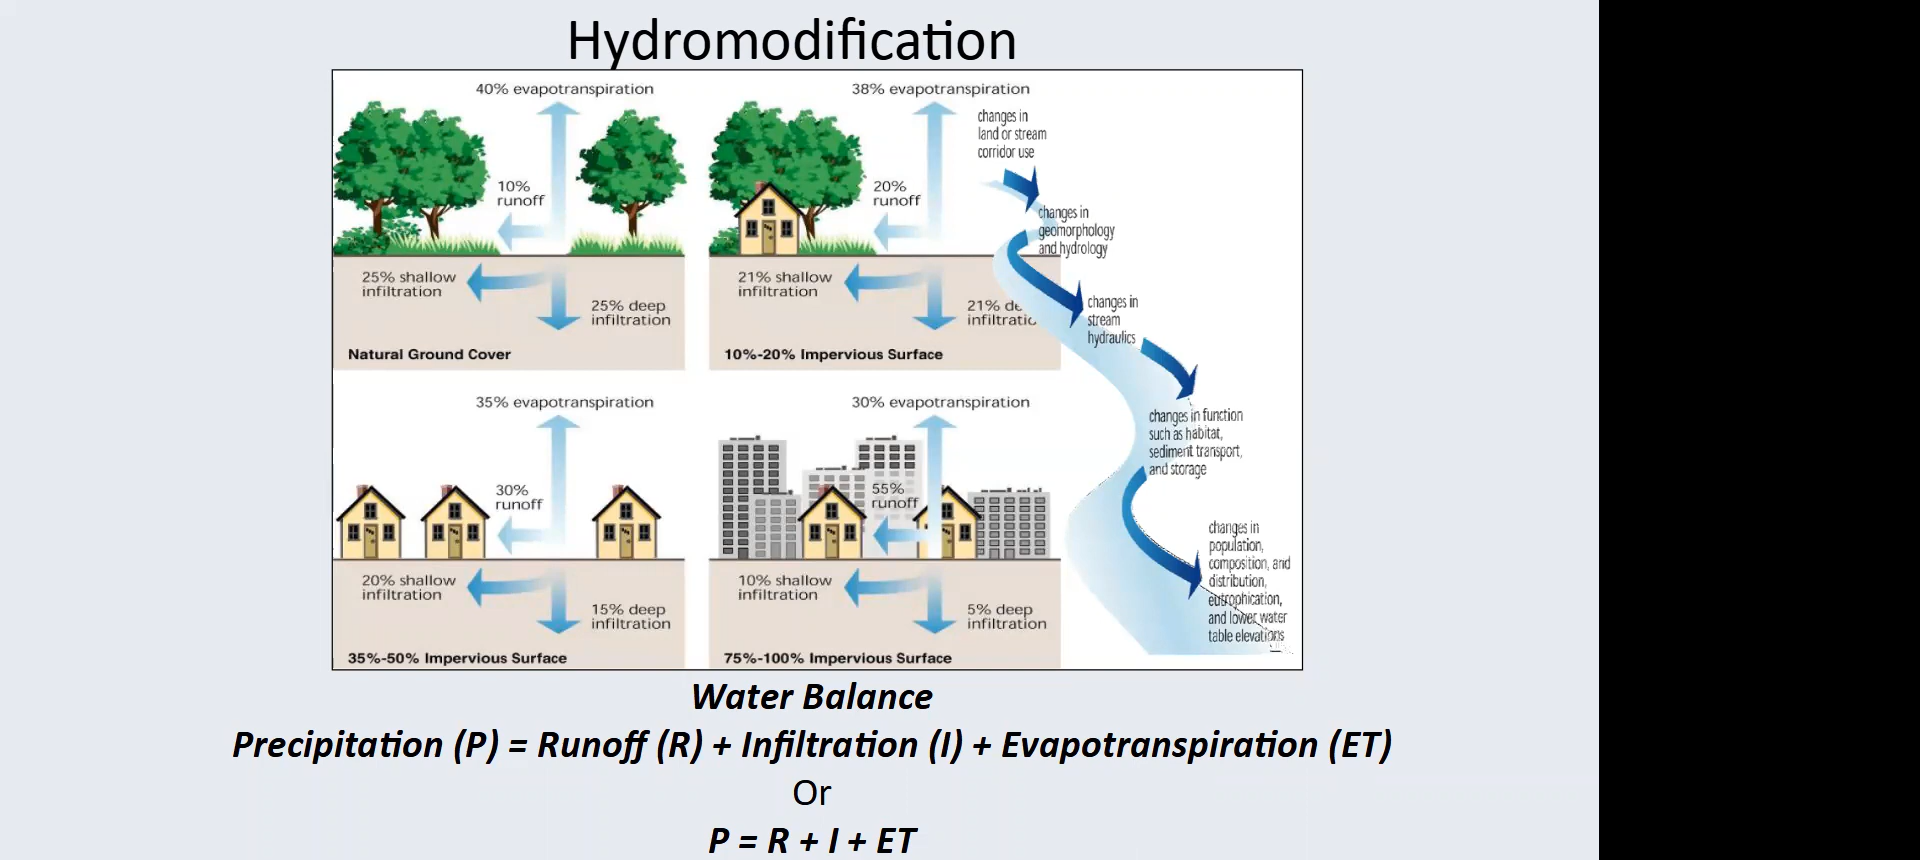 Hydromodification
40% evapotranspiration
10%
runoff
25% shallow
infiltration
25% deep
infiltration
Natural Ground Cover
38% evapotranspiration
20%
runoff
21% shallow
infiltration
21% de
infiltratio
10%-20% Impervious Surface
35% evapotranspiration
30%
runoff
20% shallow
infiltration
15% deep
infiltration
35%-50% Impervious Surface
30% evapotranspiration
55%
runoff
10% shallow
infiltration
5% deep
infiltration
75%-100% Impervious Surface
changes in
land or stream
corridor use
changes in
geomorphology
and hydrology
changes in
stream
hydraulics
changes in function
such as habitat,
sediment transport,
and storage
changes in
population,
composition, and
distribution,
eutrophication,
and lower water
table elevations
Water Balance
Precipitation (P) = Runoff (R) + Infiltration (I) + Evapotranspiration (ET)
Or
P = R + I + ET